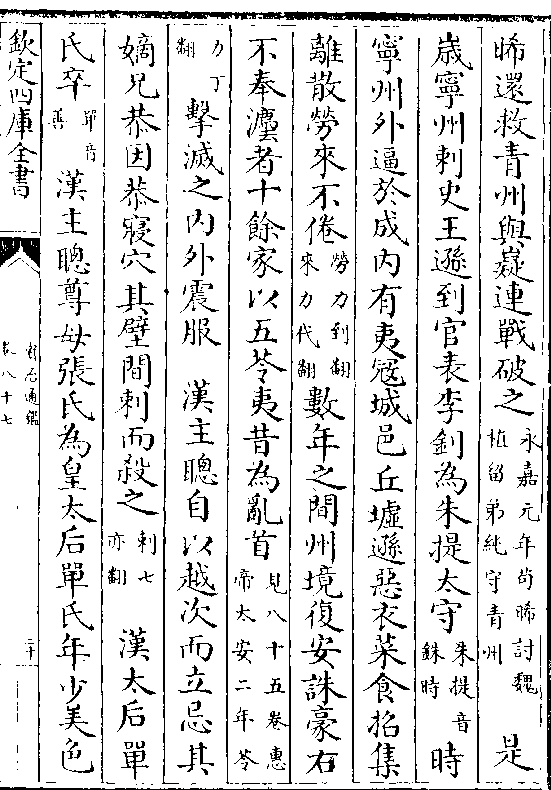 晞還救青州與嶷連戰破之永嘉元年茍晞討魏植留弟純守青州 是
歲寧州刺史王遜到官表李釗為朱提太守朱提音銖時時
寧州外逼於成内有夷冦城邑丘墟遜惡衣菜食招集
離散勞來不倦勞力到翻來力代翻數年之間州境復安誅豪右
不奉灋者十餘家以五苓夷昔為亂首見八十五卷惠帝太安二年苓
力丁翻擊滅之内外震服 漢主聰自以越次而立忌其
嫡兄恭因恭寢穴其壁間刺而殺之刺七亦翻 漢太后單
氏卒單音善 漢主聰尊母張氏為皇太后單氏年少美色
欽定四庫全書
資治通鑑
卷八十七
二十